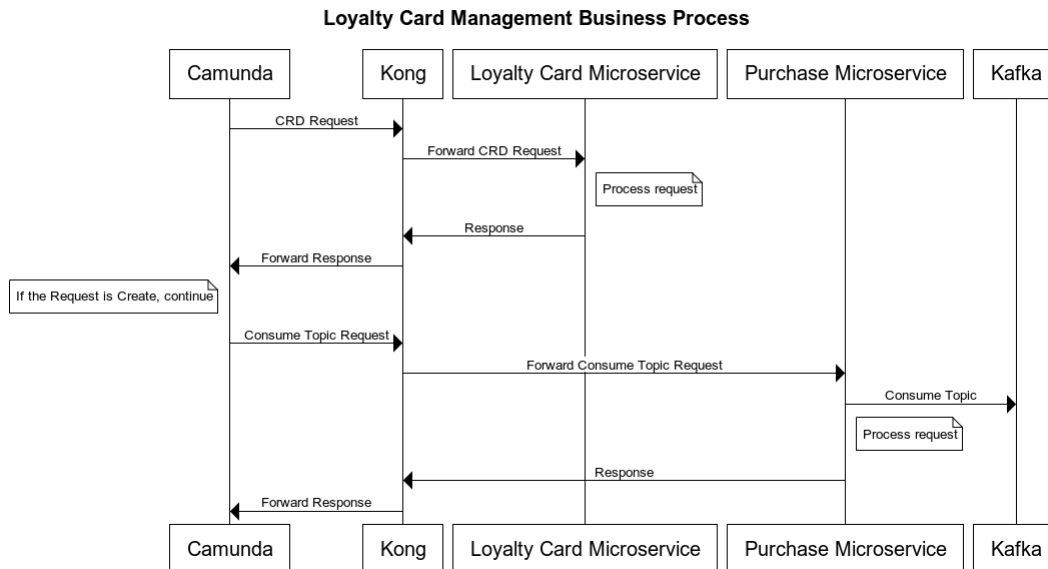 Loyalty Card Management Business Process
Camunda Kong Loyalty Card Microservice Purchase Microservice Kafka
CRD Request
Forward CRD Request
Process request
Response
Forward Response
If the Request is Create, continue
Consume Topic Request
Forward Consume Topic Request
Consume Topic
Process request
Response
Forward Response
Camunda Kong Loyalty Card Microservice Purchase Microservice Kafka